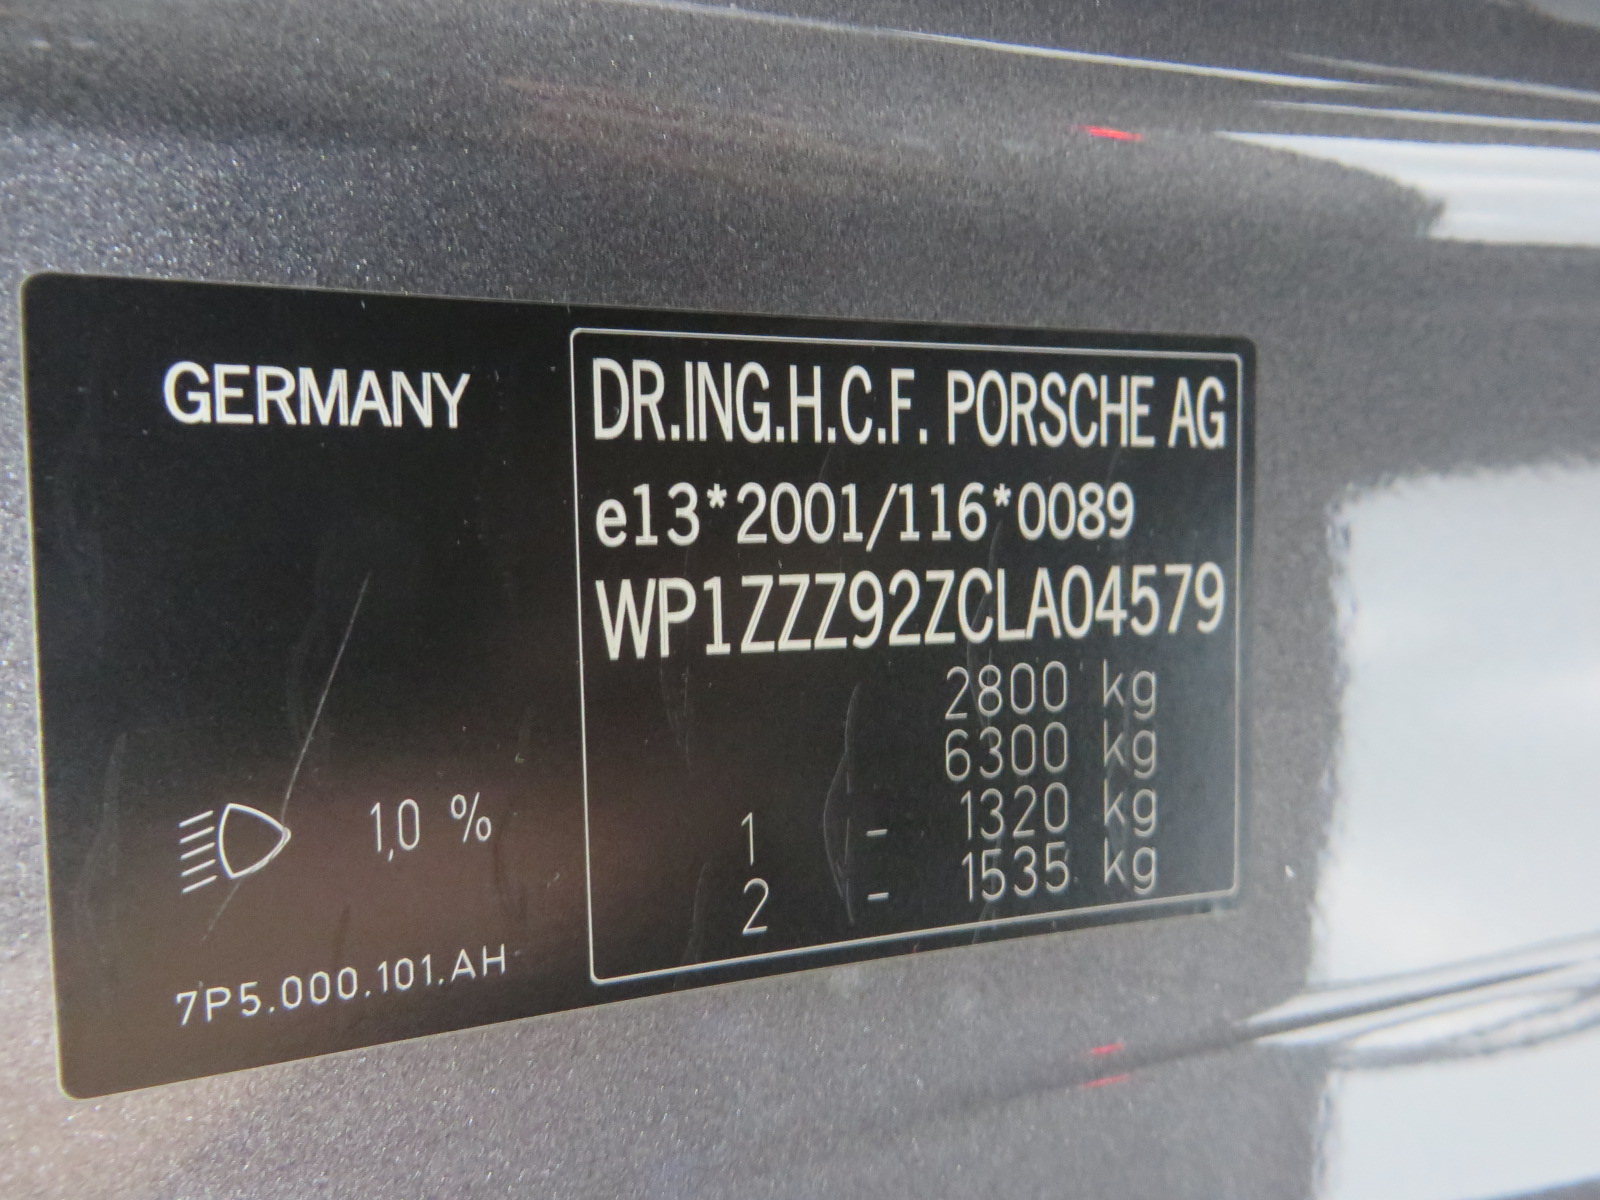 GERMANY
1,0 %
7P5.000.101.AH
DR.ING.H.C.F. PORSCHE AG
e13*2001/116*0089
WP1ZZZ92ZCLA04579
2800 kg
6300 kg
1 - 1320 kg
2 - 1535 kg